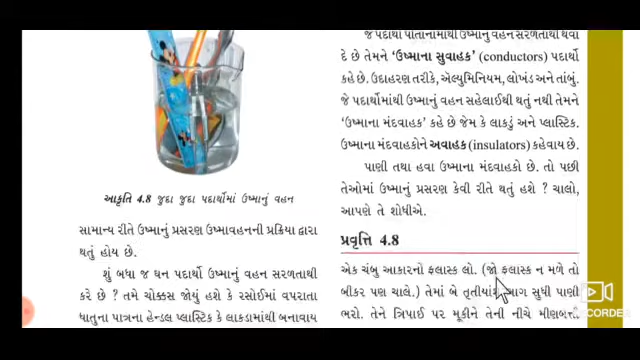 આકૃતિ 4.8 જુદા જુદા પદાર્થોમાં ઉષ્માનું વહન
સામાન્ય રીતે ઉષ્માનું પ્રસરણ ઉષ્માવહનની પ્રક્રિયા દ્વારા
થતું હોય છે.
શું બધા જ ઘન પદાર્થો ઉષ્માનું વહન સરળતાથી
કરે છે ? તમે ચોક્કસ જોયું હશે કે રસોઈમાં વપરાતા
ધાતુના પાત્રના હેન્ડલ પ્લાસ્ટિક કે લાકડામાંથી બનાવાય
જે પદાર્થો પોતાનામાંથી ઉષ્માનું વહન સરળતાથી થવા
દે છે તેમને ‘ઉષ્માના સુવાહક’ (conductors) પદાર્થો
કહે છે. ઉદાહરણ તરીકે, એલ્યુમિનિયમ, લોખંડ અને તાંબું.
જે પદાર્થોમાંથી ઉષ્માનું વહન સહેલાઈથી થતું નથી તેમને
‘ઉષ્માના મંદવાહક’ કહે છે જેમ કે લાકડું અને પ્લાસ્ટિક.
ઉષ્માના મંદવાહકોને અવાહક (insulators) કહેવાય છે.
પાણી તથા હવા ઉષ્માના મંદવાહકો છે. તો પછી
તેઓમાં ઉષ્માનું પ્રસરણ કેવી રીતે થતું હશે ? ચાલો,
આપણે તે શોધીએ.
પ્રવૃત્તિ 4.8
એક ચંબુ આકારનો ફ્લાસ્ક લો. (જો ફ્લાસ્ક ન મળે તો
બીકર પણ ચાલે.) તેમાં બે તૃતીયાંશ ભાગ સુધી પાણી
ભરો. તેને ત્રિપાઈ પર મૂકીને તેની નીચે મીણબત્તી